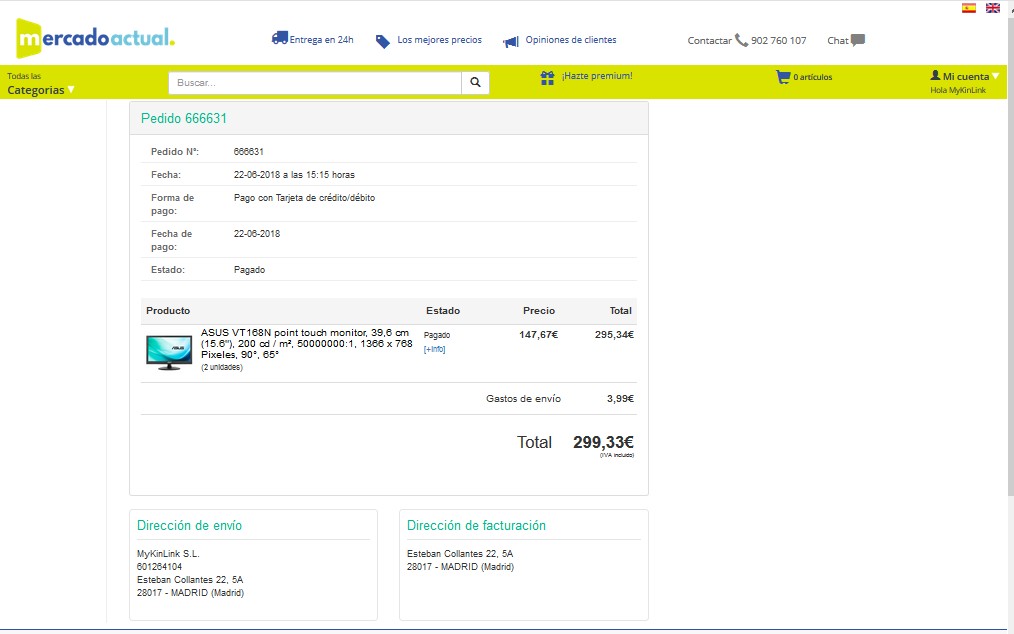 mercadoactual.
Entrega en 24h
Los mejores precios
Opiniones de clientes
Contactar 902 760 107
Chat
Todas las
Categorias
Buscar...
¡Hazte premium!
0 artículos
Mi cuenta
Hola MyKinLink
Pedido 666631
Pedido Nº: 666631
Fecha: 22-06-2018 a las 15:15 horas
Forma de
pago: Pago con Tarjeta de crédito/débito
Fecha de
pago: 22-06-2018
Estado: Pagado
Producto Estado Precio Total
ASUS VT168N point touch monitor, 39,6 cm
(15.6"), 200 cd / m², 50000000:1, 1366 x 768
Pixeles, 90°, 65°
(2 unidades)
Pagado
[+Info]
147,67€
295,34€
Gastos de envío 3,99€
Total 299,33€
(IVA incluido)
Dirección de envío
MyKinLink S.L.
601264104
Esteban Collantes 22, 5A
28017 - MADRID (Madrid)
Dirección de facturación
Esteban Collantes 22, 5A
28017 - MADRID (Madrid)